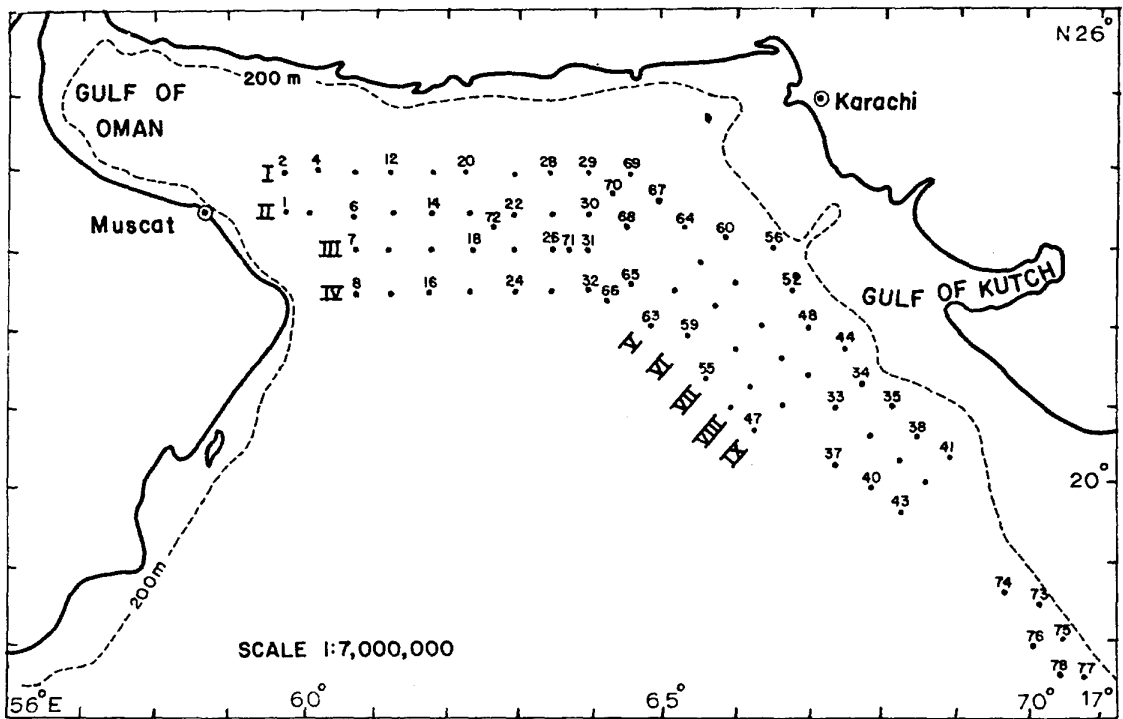 N 26°
200 m
GULF OF
OMAN
Karachi
2 4 12 20 28 29 69
I
70
67
1
II
6 14 22 30
72 68 64 60 56
Muscat
III
7 18 26 71 31
IV
8 16 24 32 65 52
66
GULF OF KUTCH
63 59 48
V
44
VI
55 34
VII
33 35
VIII
47 38
IX
41
37
20°
40
43
200 m
74 73
76 75
SCALE 1:7,000,000
78 77
56°E 60° 65° 70° 17°